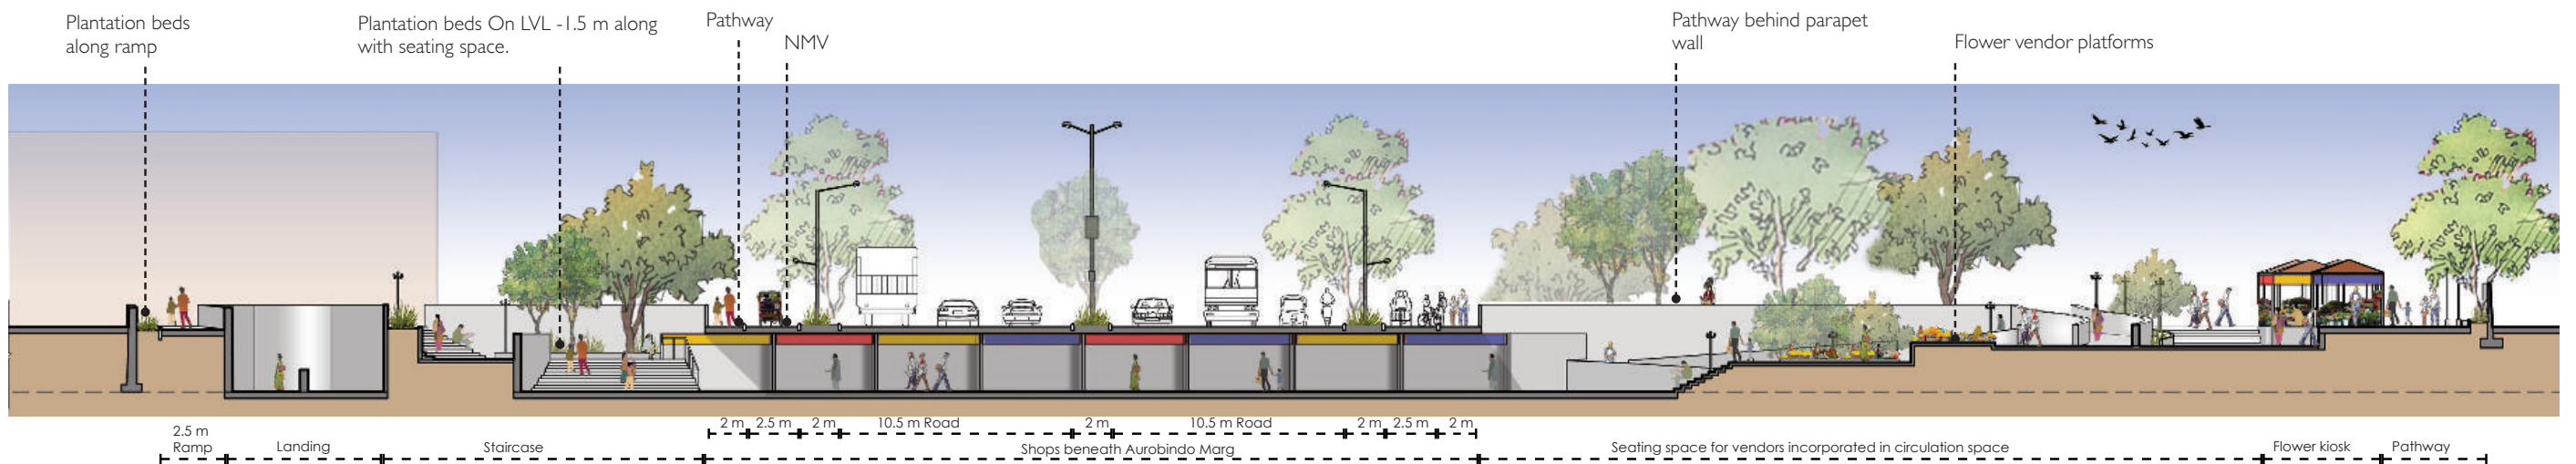 Plantation beds
along ramp
Plantation beds On LVL -1.5 m along
with seating space.
Pathway
NMV
Pathway behind parapet
wall
Flower vendor platforms
2 m
2.5 m
2 m
10.5 m Road
2 m
10.5 m Road
2 m
2.5 m
2 m
2.5 m
Ramp
Landing
Staircase
Shops beneath Aurobindo Marg
Seating space for vendors incorporated in circulation space
Flower kiosk
Pathway